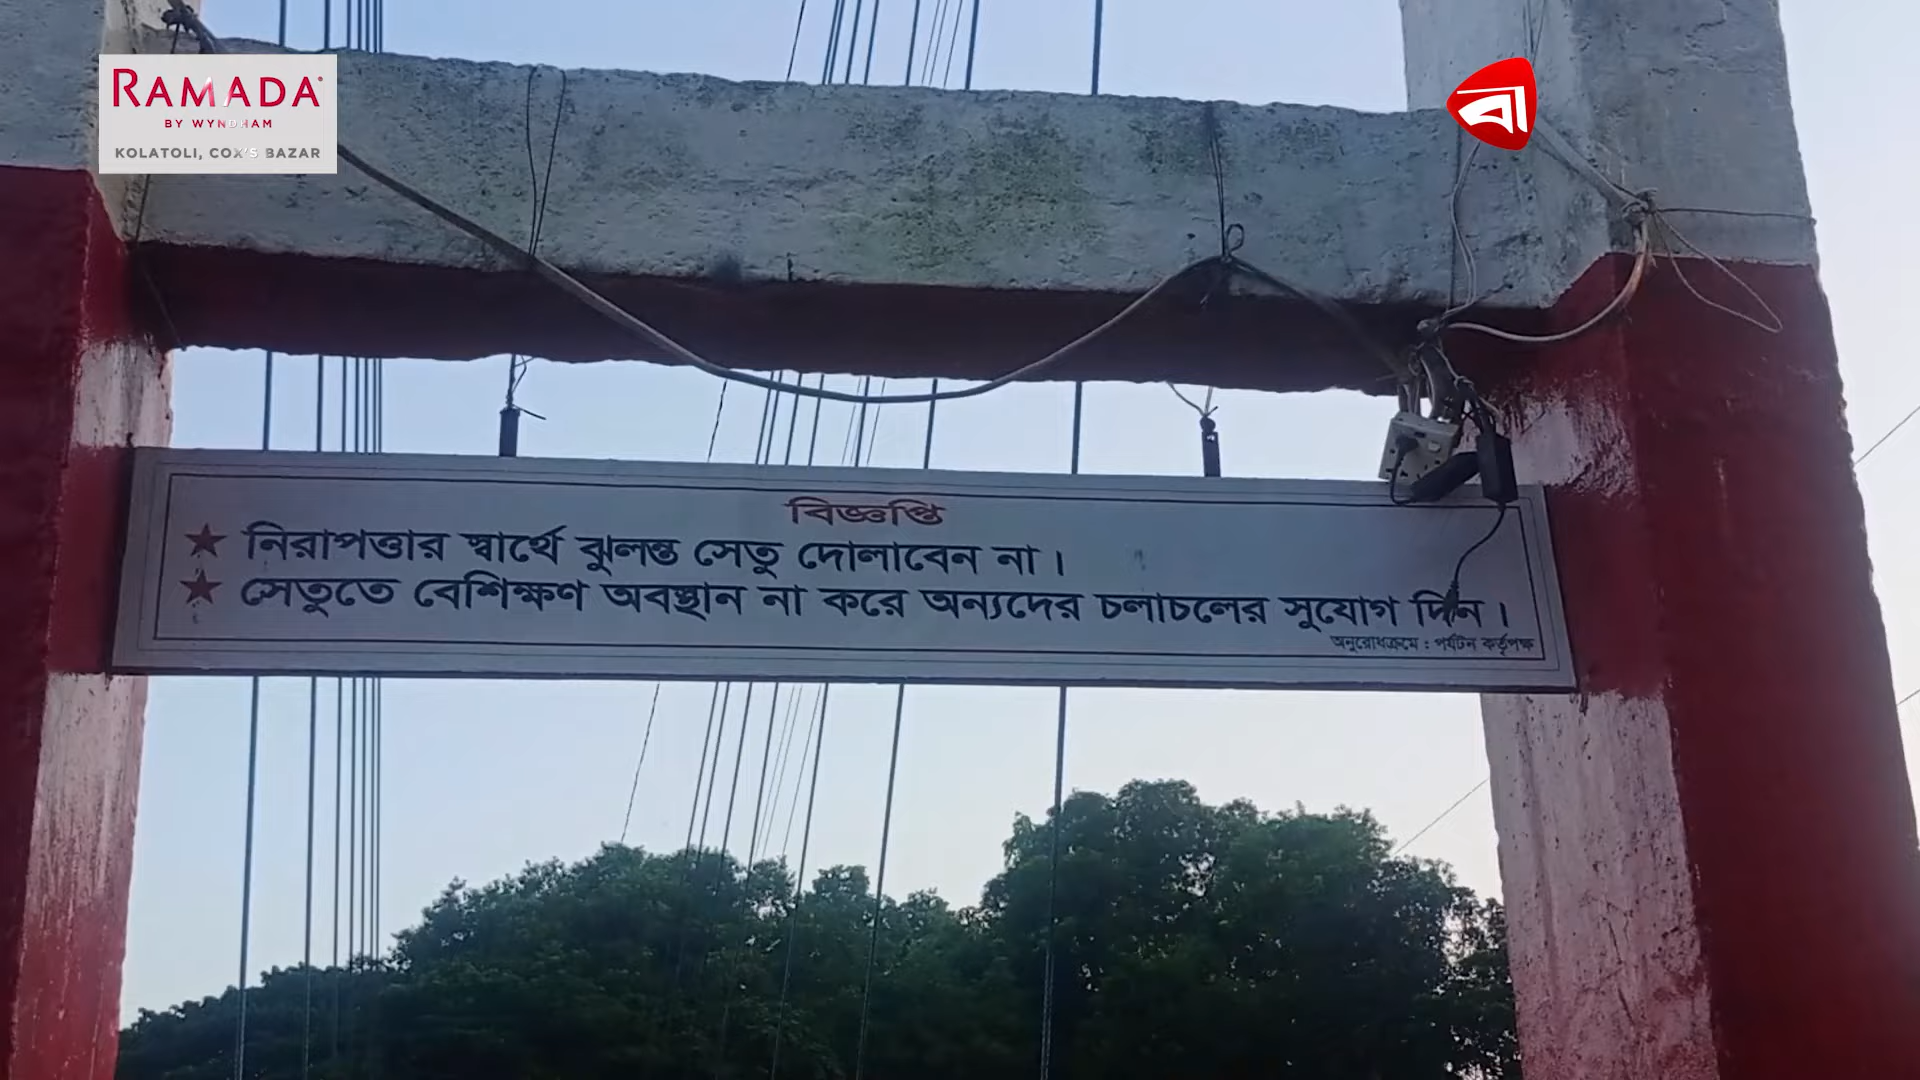 RAMADA
BY WYNDHAM
KOLATOLI, COX'S BAZAR
বা
বিজ্ঞপ্তি
★ নিরাপত্তার স্বার্থে ঝুলন্ত সেতু দোলাবেন না।
★ সেতুতে বেশিক্ষণ অবস্থান না করে অন্যদের চলাচলের সুযোগ দিন।
অনুরোধক্রমে : পর্যটন কর্তৃপক্ষ